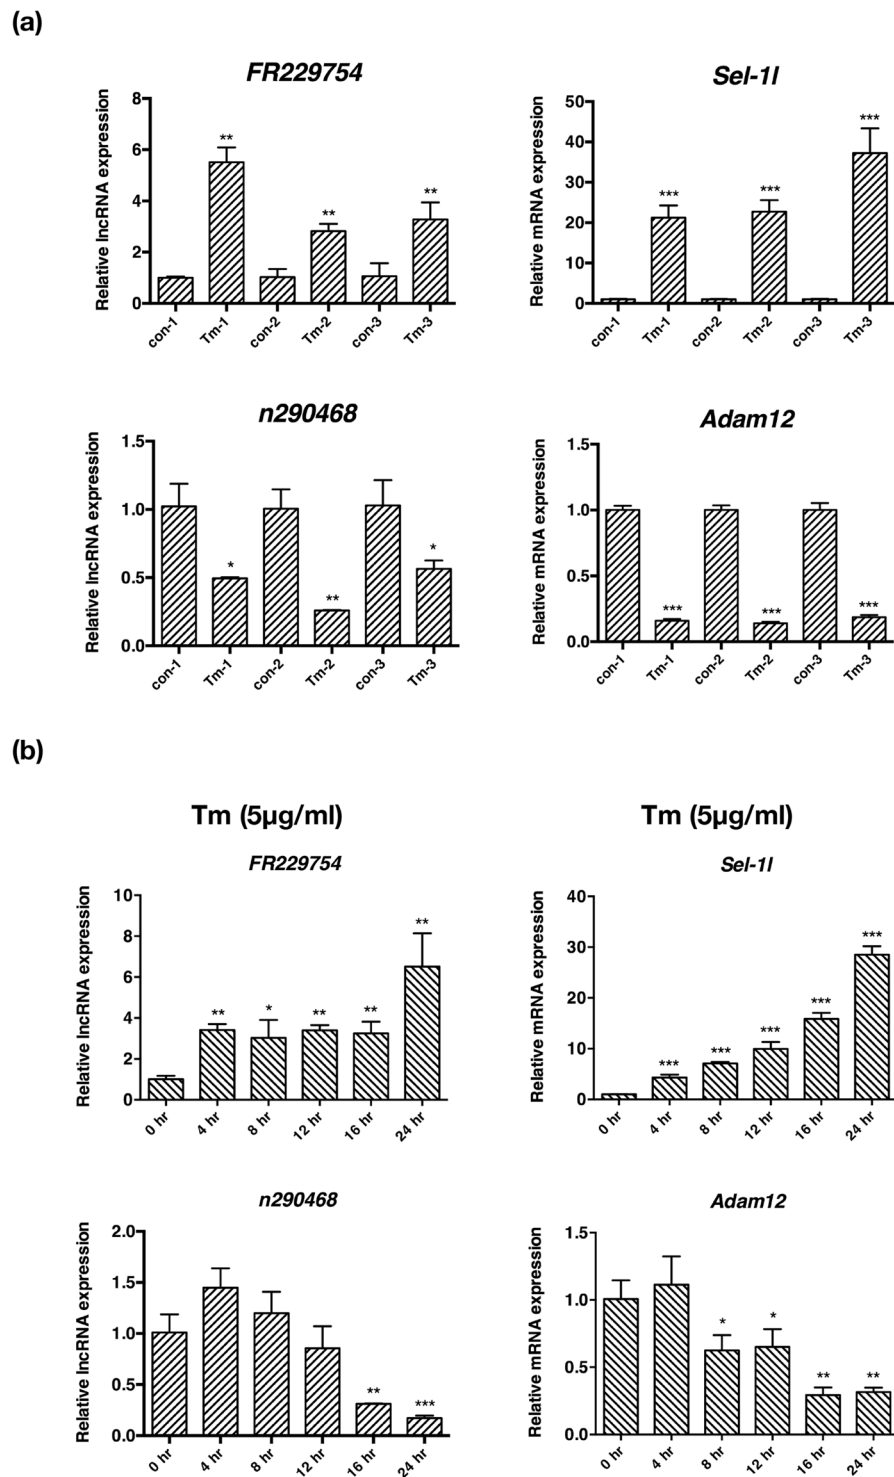 (a)
FR229754
Relative lncRNA expression
8
6
4
2
0
**
**
**
con-1
Tm-1
con-2
Tm-2
con-3
Tm-3
Sel-1l
Relative mRNA expression
50
40
30
20
10
0
***
***
***
con-1
Tm-1
con-2
Tm-2
con-3
Tm-3
n290468
Relative lncRNA expression
1.5
1.0
0.5
0.0
*
**
*
con-1
Tm-1
con-2
Tm-2
con-3
Tm-3
Adam12
Relative mRNA expression
1.5
1.0
0.5
0.0
***
***
***
con-1
Tm-1
con-2
Tm-2
con-3
Tm-3
(b)
Tm (5µg/ml)
FR229754
Relative lncRNA expression
10
8
6
4
2
0
**
*
**
**
**
0 hr
4 hr
8 hr
12 hr
16 hr
24 hr
Tm (5µg/ml)
Sel-1l
Relative mRNA expression
40
30
20
10
0
***
***
***
***
***
0 hr
4 hr
8 hr
12 hr
16 hr
24 hr
n290468
Relative lncRNA expression
2.0
1.5
1.0
0.5
0.0
**
***
0 hr
4 hr
8 hr
12 hr
16 hr
24 hr
Adam12
Relative mRNA expression
1.5
1.0
0.5
0.0
*
*
**
**
0 hr
4 hr
8 hr
12 hr
16 hr
24 hr